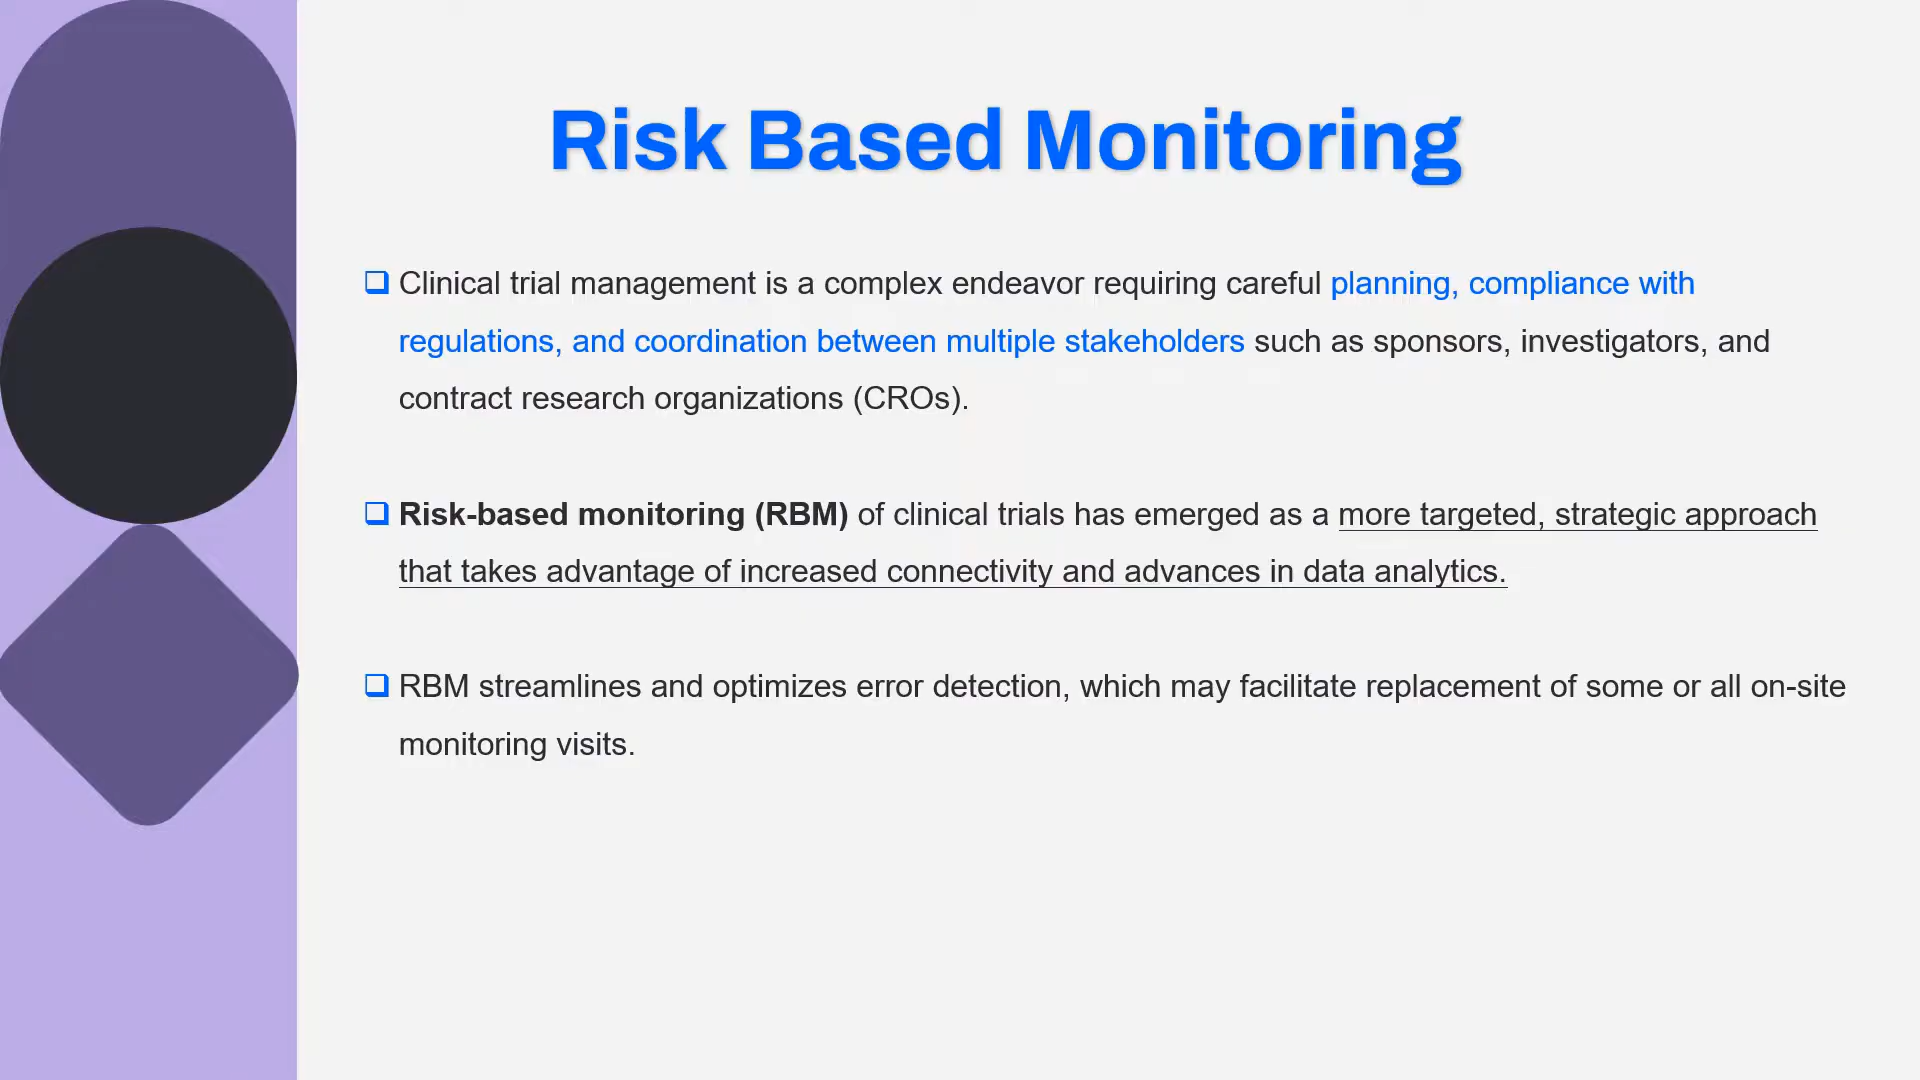 Risk Based Monitoring
Clinical trial management is a complex endeavor requiring careful planning, compliance with
regulations, and coordination between multiple stakeholders such as sponsors, investigators, and
contract research organizations (CROs).
Risk-based monitoring (RBM) of clinical trials has emerged as a more targeted, strategic approach
that takes advantage of increased connectivity and advances in data analytics.
RBM streamlines and optimizes error detection, which may facilitate replacement of some or all on-site
monitoring visits.